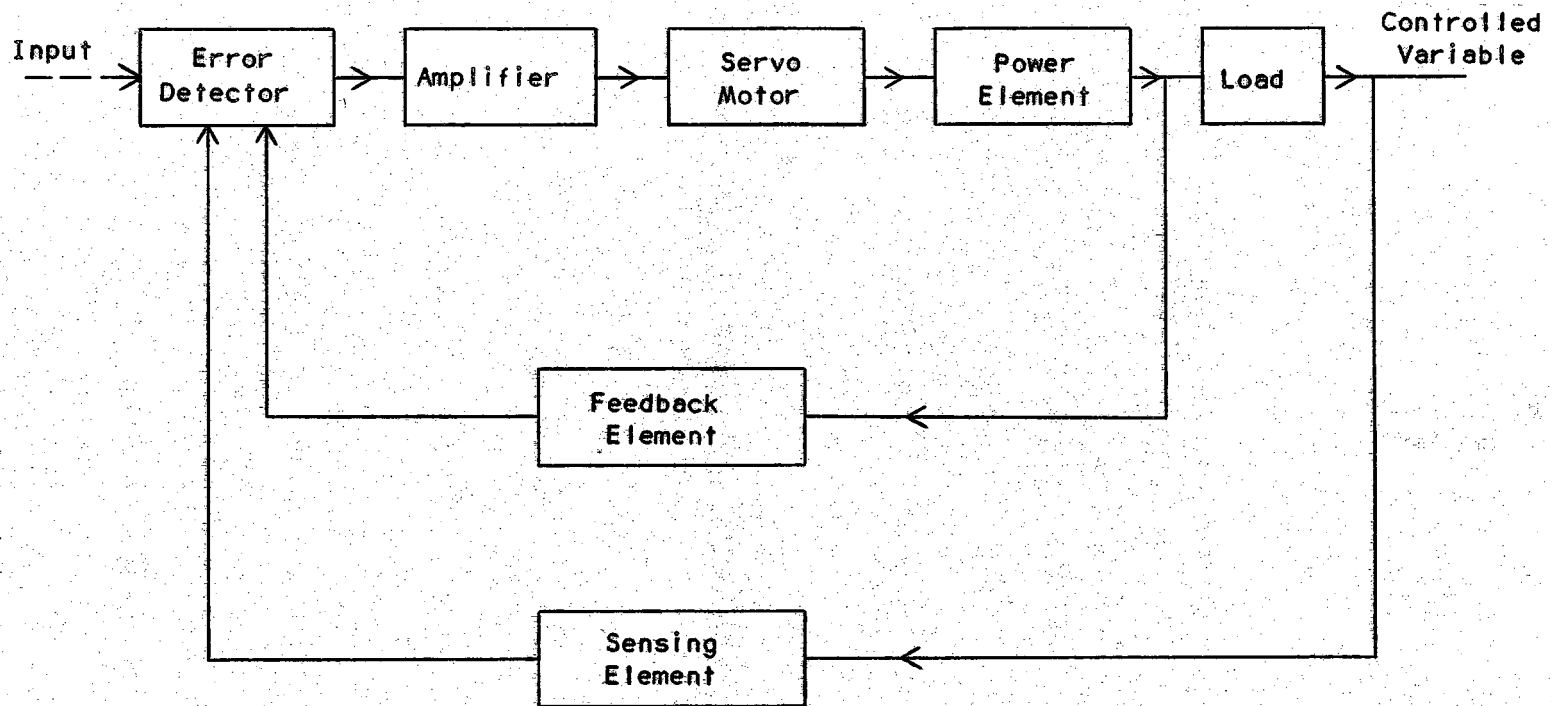 Input
Error
Detector
Amplifier
Servo
Motor
Power
Element
Load
Controlled
Variable
Feedback
Element
Sensing
Element